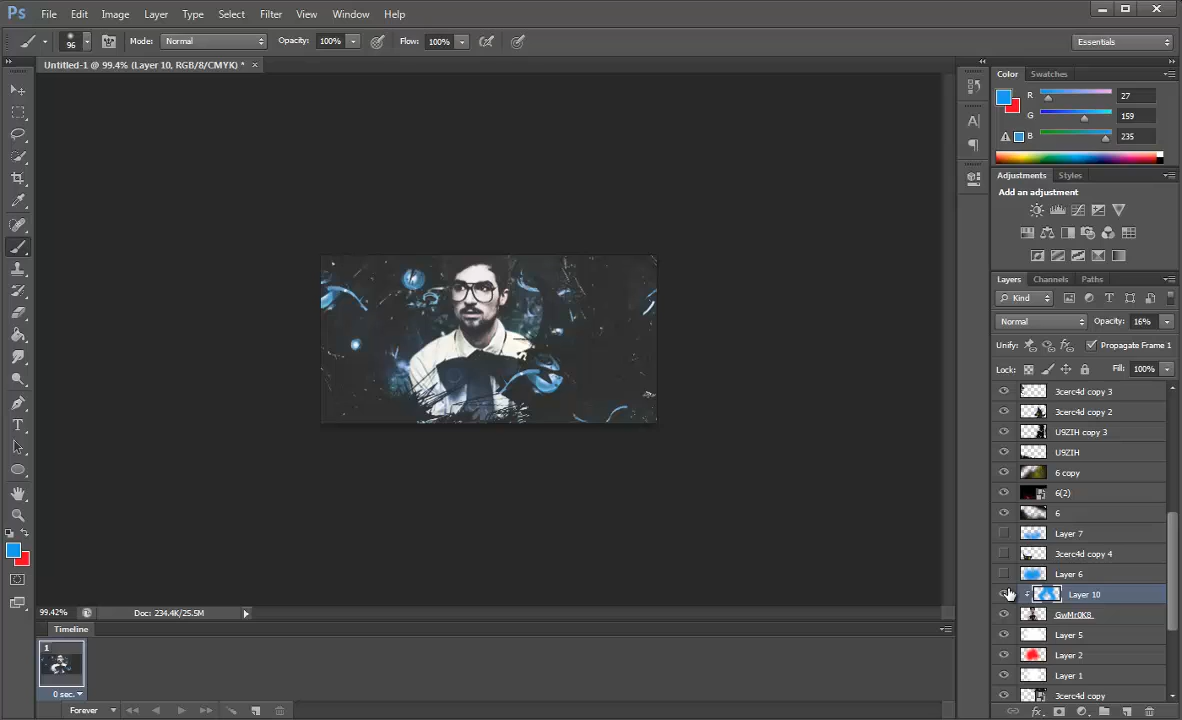 Ps File Edit Image Layer Type Select Filter View Window Help
96 Mode: Normal Opacity: 100% Flow: 100% Essentials
Untitled-1 @ 99.4% (Layer 10, RGB/8/CMYK) * ×
Color Swatches
R 27
G 159
B 235
Adjustments Styles
Add an adjustment
Layers Channels Paths
Kind
Normal Opacity: 16%
Unify: Propagate Frame 1
Lock: Fill: 100%
3cerc4d copy 3
3cerc4d copy 2
U9ZIH copy 3
U9ZIH
6 copy
6(2)
6
Layer 7
3cerc4d copy 4
Layer 6
Layer 10
GwMr0K8
Layer 5
Layer 2
Layer 1
3cerc4d copy
99.42% Doc: 234.4K/25.5M
Timeline
1
0 sec.
Forever